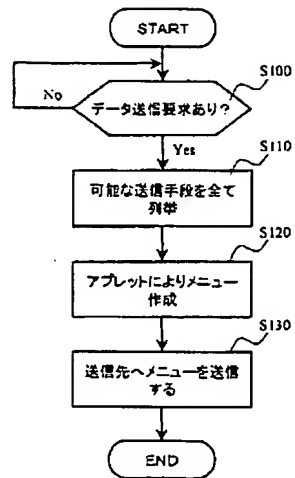 START
S100
No
データ送信要求あり?
Yes
S110
可能な送信手段を全て
列挙
S120
アプレットによりメニュー
作成
S130
送信先へメニューを送信
する
END